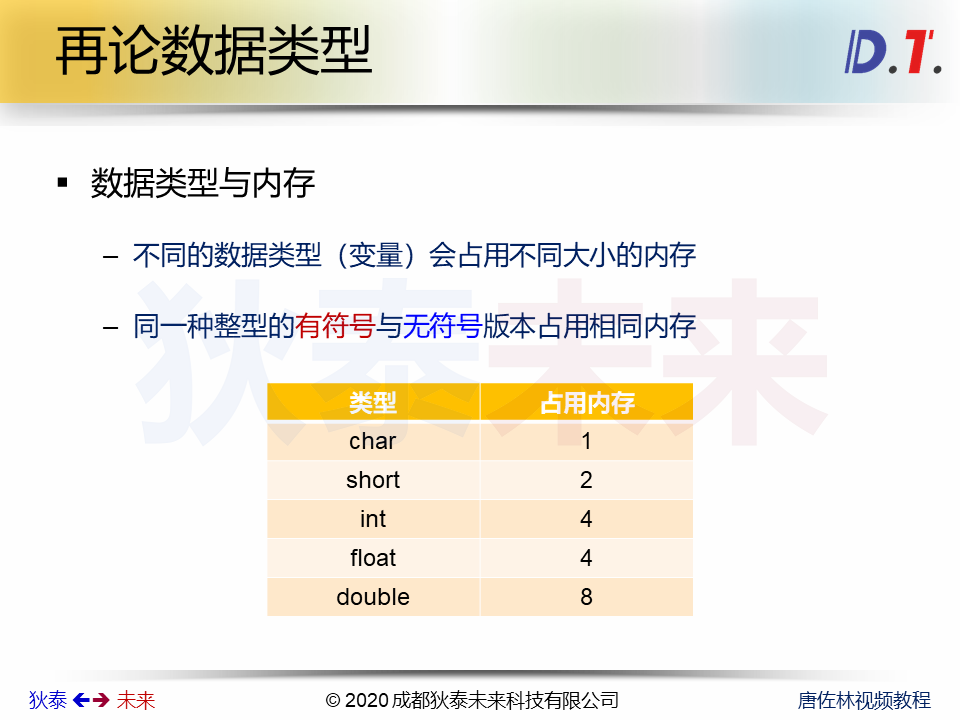 再论数据类型
D.T.
▪ 数据类型与内存
– 不同的数据类型（变量）会占用不同大小的内存
– 同一种整型的有符号与无符号版本占用相同内存
狄泰未来
类型 占用内存
char 1
short 2
int 4
float 4
double 8
狄泰 未来 © 2020 成都狄泰未来科技有限公司 唐佐林视频教程